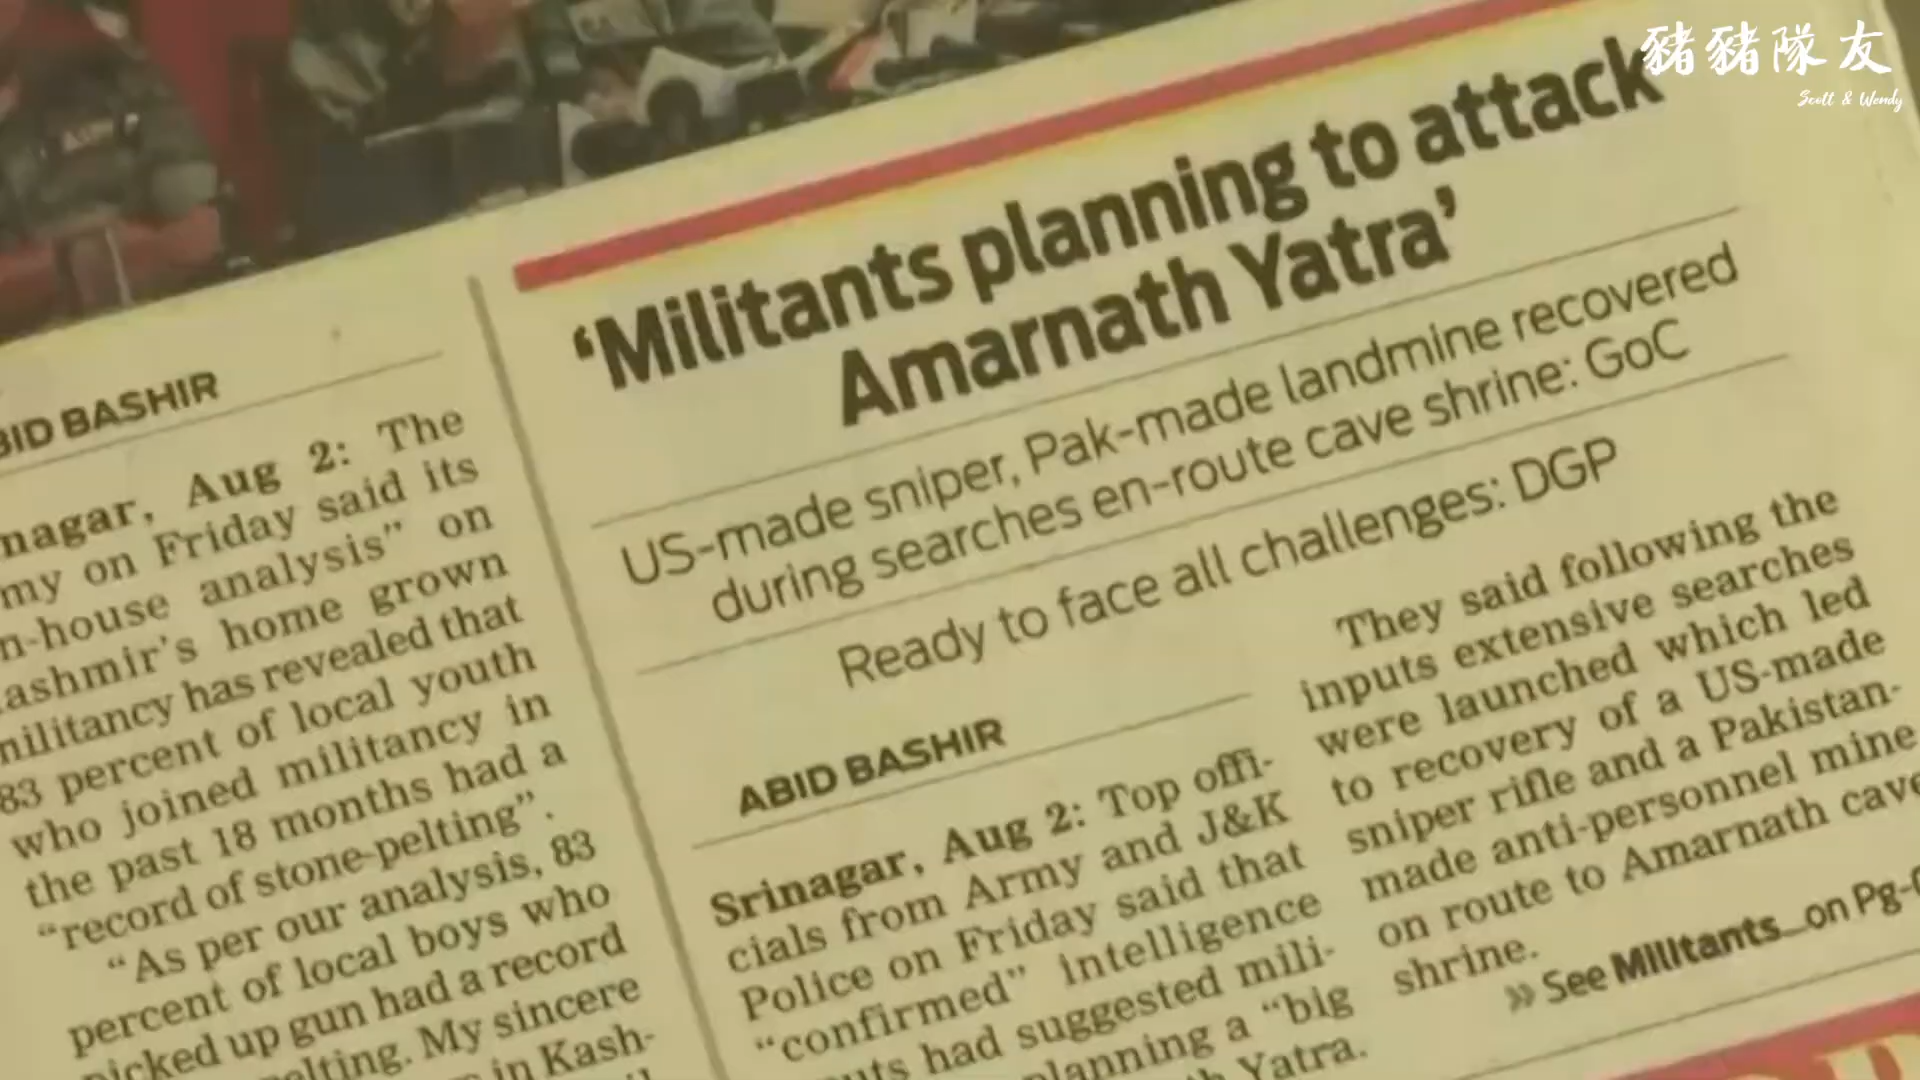 豬豬隊友
Scott & Wendy
BID BASHIR
nagar, Aug 2: The
my on Friday said its
n-house analysis" on
ashmir's home grown
militancy has revealed that
83 percent of local youth
who joined militancy in
the past 18 months had a
"record of stone-pelting".
"As per our analysis, 83
percent of local boys who
picked up gun had a record
elting. My sincere
in Kash-
'Militants planning to attack
Amarnath Yatra'
US-made sniper, Pak-made landmine recovered
during searches en-route cave shrine: GoC
Ready to face all challenges: DGP
ABID BASHIR
Srinagar, Aug 2: Top offi-
cials from Army and J&K
Police on Friday said that
"confirmed" intelligence
uts had suggested mili-
planning a "big
h Yatra.
They said following the
inputs extensive searches
were launched which led
to recovery of a US-made
sniper rifle and a Pakistan-
made anti-personnel mine
on route to Amarnath cave
shrine.
» See Militants_on Pg-